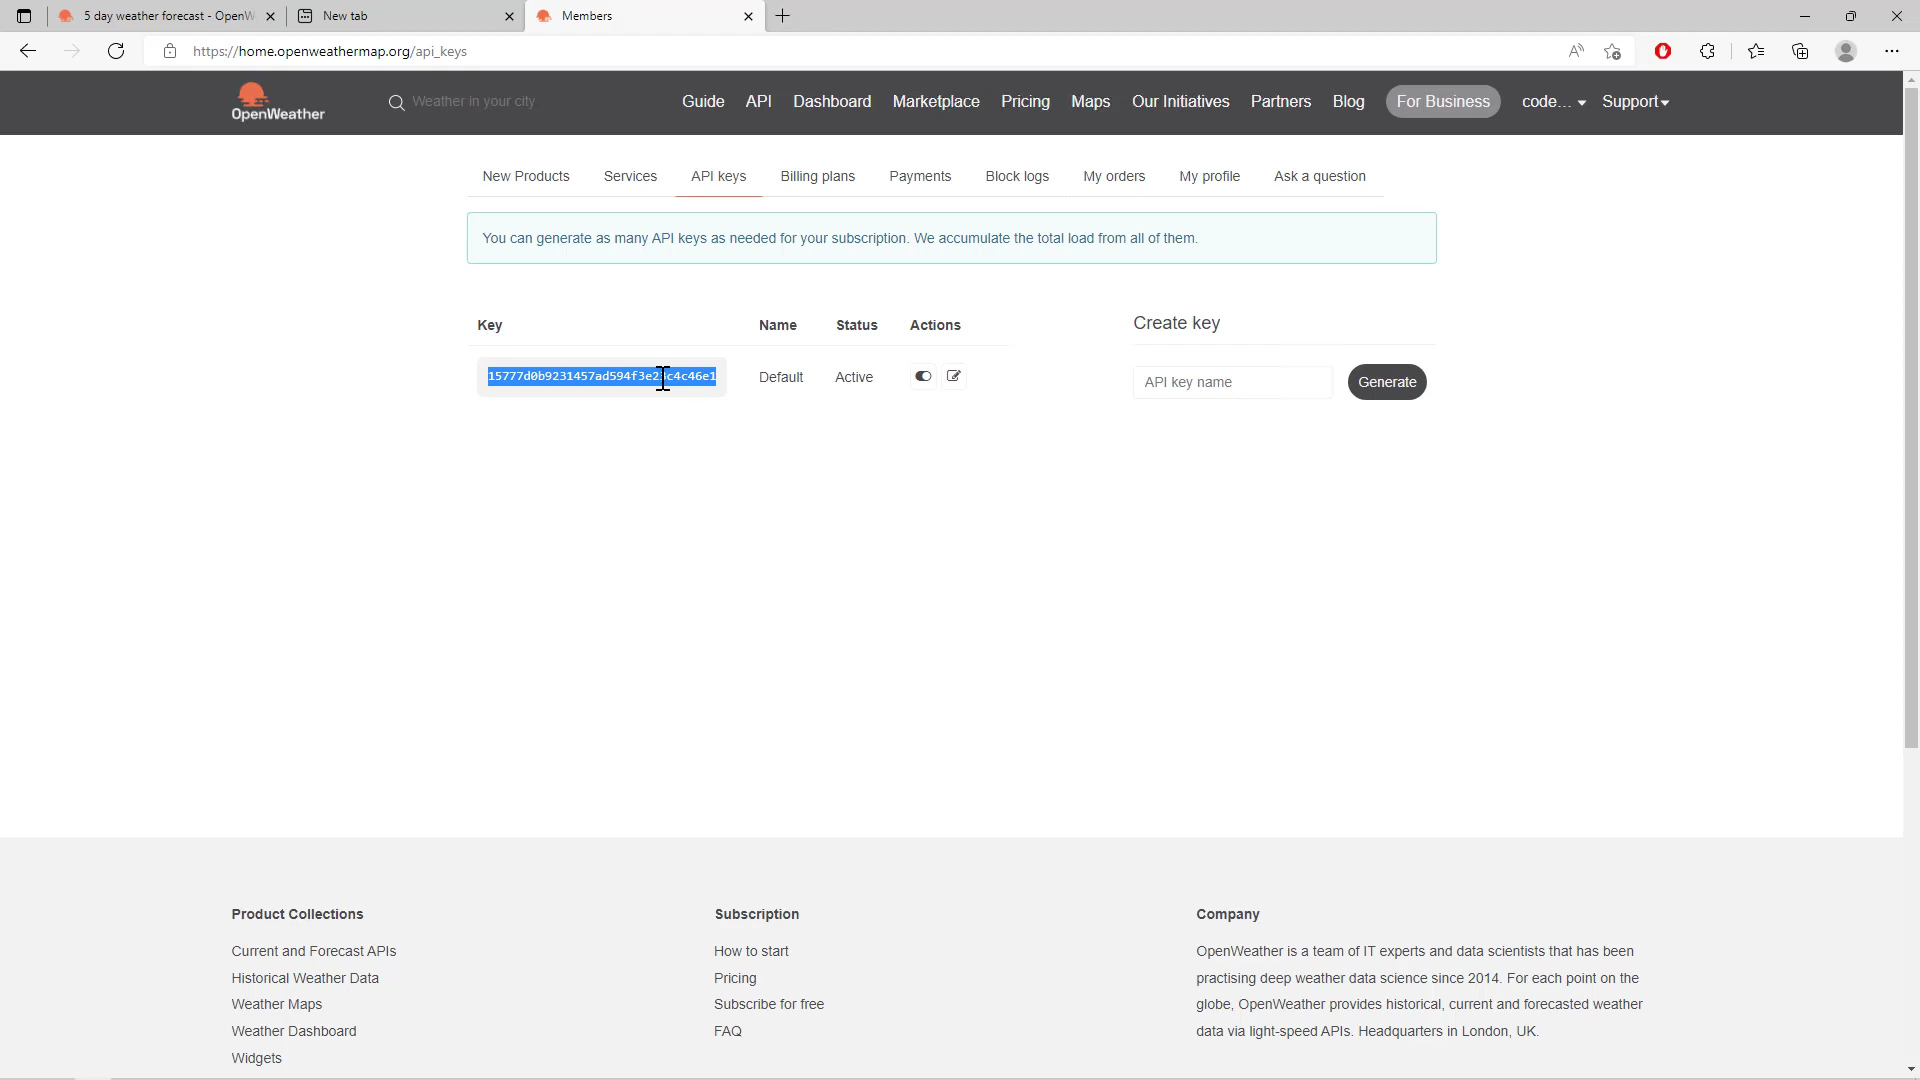 5 day weather forecast - OpenW
New tab
Members
https://home.openweathermap.org/api_keys
OpenWeather
Weather in your city
Guide
API
Dashboard
Marketplace
Pricing
Maps
Our Initiatives
Partners
Blog
For Business
code...
Support
New Products
Services
API keys
Billing plans
Payments
Block logs
My orders
My profile
Ask a question
You can generate as many API keys as needed for your subscription. We accumulate the total load from all of them.
Key
Name
Status
Actions
Create key
15777d0b9231457ad594f3e23c4c46e1
Default
Active
API key name
Generate
Product Collections
Current and Forecast APIs
Historical Weather Data
Weather Maps
Weather Dashboard
Widgets
Subscription
How to start
Pricing
Subscribe for free
FAQ
Company
OpenWeather is a team of IT experts and data scientists that has been
practising deep weather data science since 2014. For each point on the
globe, OpenWeather provides historical, current and forecasted weather
data via light-speed APIs. Headquarters in London, UK.